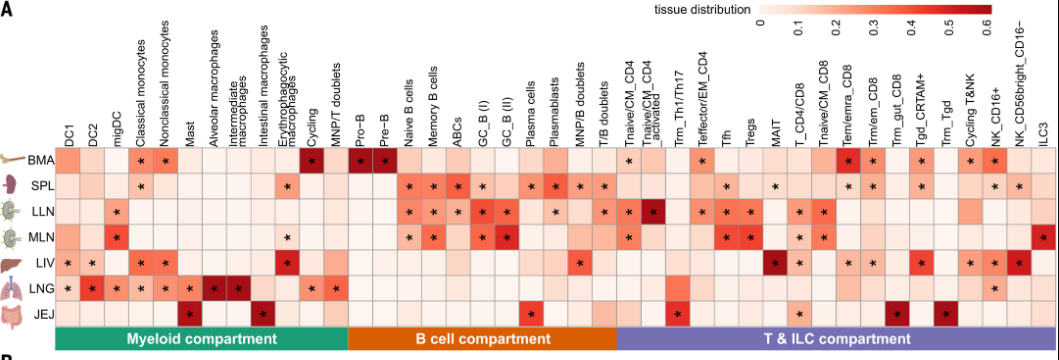 A
tissue distribution
0
0.1
0.2
0.3
0.4
0.5
0.6
DC1
DC2
migDC
Classical monocytes
Nonclassical monocytes
Mast
Alveolar macrophages
Intermediate
macrophages
Intestinal macrophages
Erythrophagocytic
macrophages
Cycling
MNP/T doublets
Pro−B
Pre−B
Naive B cells
Memory B cells
ABCs
GC_B (I)
GC_B (II)
Plasma cells
Plasmablasts
MNP/B doublets
T/B doublets
Tnaive/CM_CD4
Tnaive/CM_CD4
_activated
Trm_Th1/Th17
Teffector/EM_CD4
Tfh
Tregs
MAIT
T_CD4/CD8
Tnaive/CM_CD8
Tem/emra_CD8
Trm/em_CD8
Trm_gut_CD8
Tgd_CRTAM+
Trm_Tgd
Cycling T&NK
NK_CD16+
NK_CD56bright_CD16−
ILC3
BMA
SPL
LLN
MLN
LIV
LNG
JEJ
Myeloid compartment
B cell compartment
T & ILC compartment